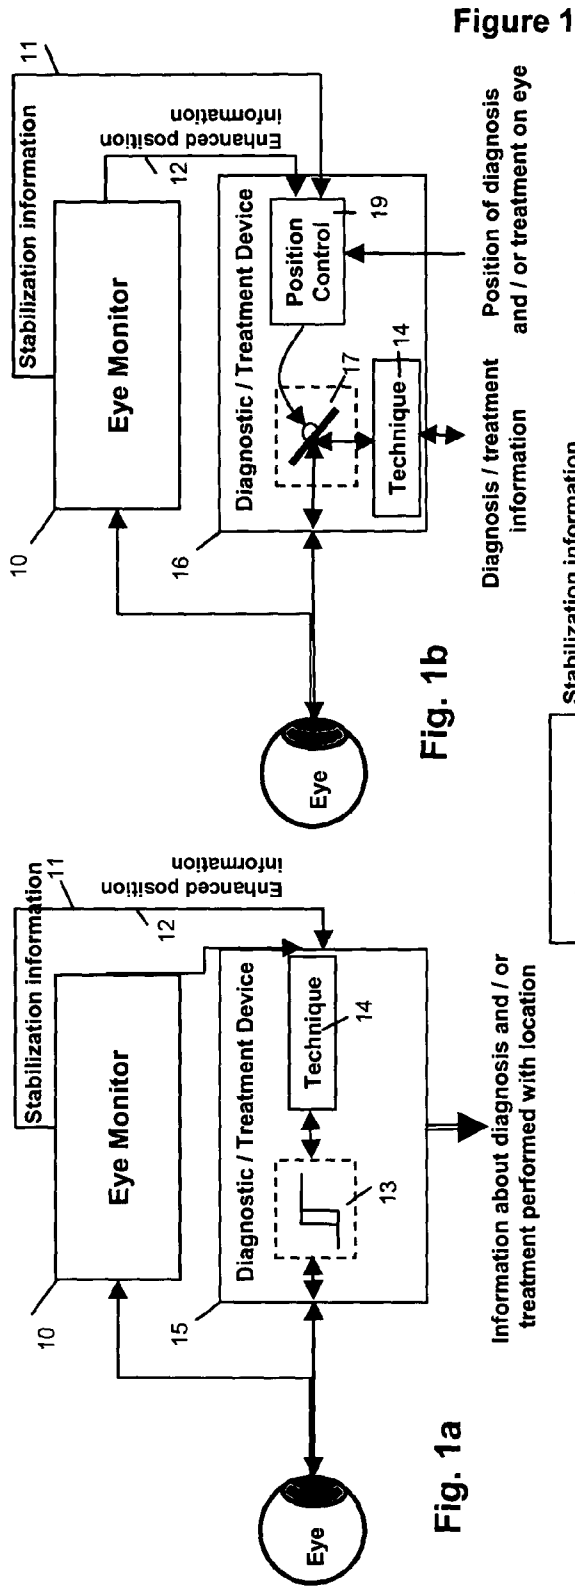 Figure 1
Stabilization information
11
Eye Monitor
10
12
Enhanced position
information
Diagnostic / Treatment Device
16
Position
Control
19
17
Technique
14
Eye
Diagnosis / treatment
information
Position of diagnosis
and / or treatment on eye
Fig. 1b
Stabilization information
11
Eye Monitor
10
12
Enhanced position
information
Diagnostic / Treatment Device
15
Technique
14
13
Eye
Information about diagnosis and / or
treatment performed with location
Fig. 1a
Stabilization information